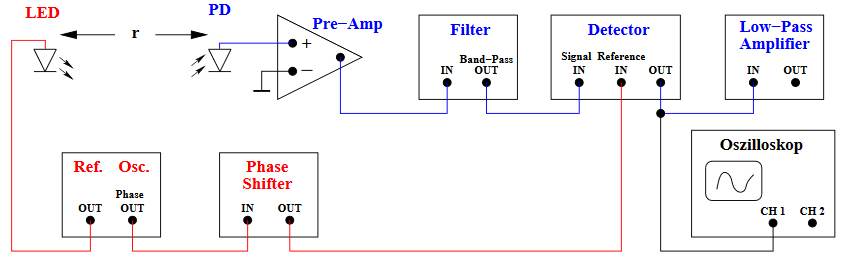 LED
r
PD
Pre-Amp
+
-
Filter
Band-Pass
IN OUT
Detector
Signal Reference
IN IN OUT
Low-Pass
Amplifier
IN OUT
Oszilloskop
CH 1 CH 2
Ref. Osc.
Phase
OUT OUT
Phase
Shifter
IN OUT